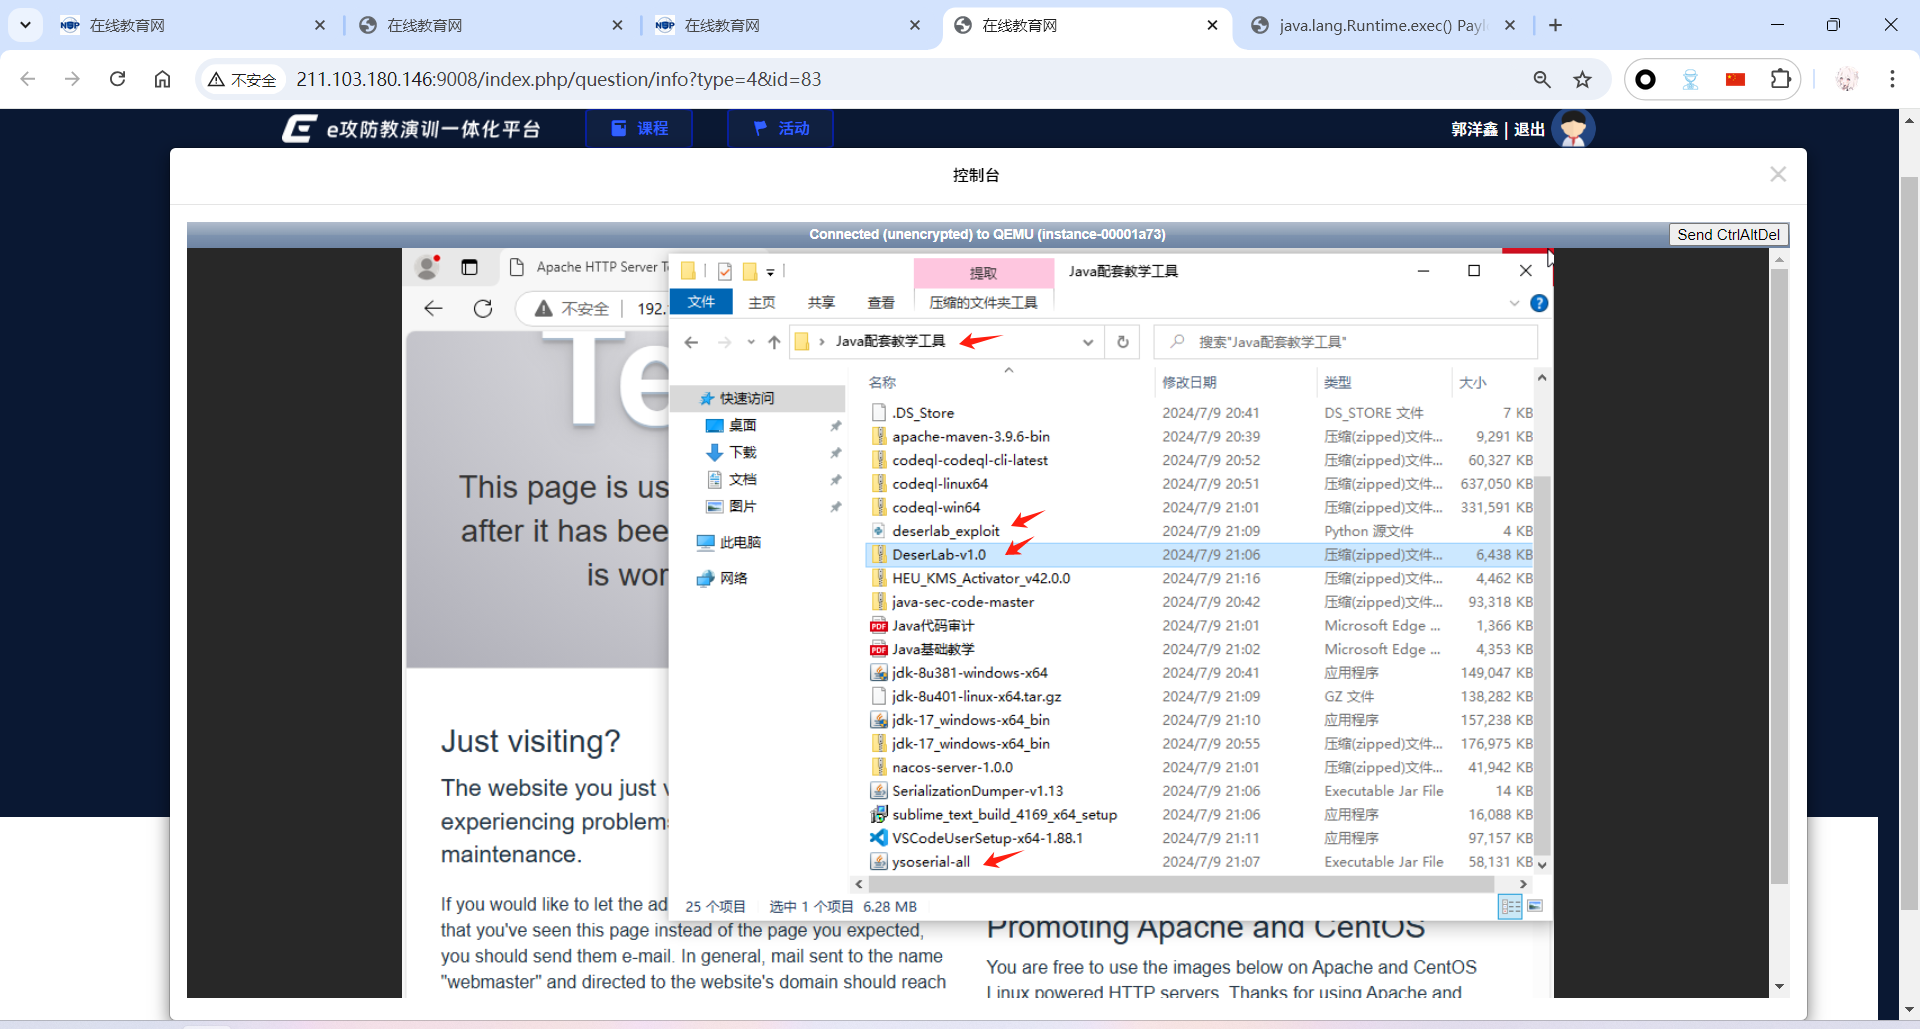 在线教育网
在线教育网
在线教育网
在线教育网
java.lang.Runtime.exec() Payl
不安全
211.103.180.146:9008/index.php/question/info?type=4&id=83
e攻防教演训一体化平台
课程
活动
郭洋鑫 | 退出
控制台
Connected (unencrypted) to QEMU (instance-00001a73)
Send CtrlAltDel
Apache HTTP Server T
不安全
192.
Te
This page is us
after it has bee
is wor
Just visiting?
The website you just v
experiencing problem
maintenance.
If you would like to let the ad
that you've seen this page instead of the page you expected,
you should send them e-mail. In general, mail sent to the name
"webmaster" and directed to the website's domain should reach
Promoting Apache and CentOS
You are free to use the images below on Apache and CentOS
Linux powered HTTP servers. Thanks for using Apache and
提取
Java配套教学工具
文件
主页
共享
查看
压缩的文件夹工具
Java配套教学工具
搜索"Java配套教学工具"
快速访问
桌面
下载
文档
图片
此电脑
网络
名称 修改日期 类型 大小
.DS_Store 2024/7/9 20:41 DS_STORE 文件 7 KB
apache-maven-3.9.6-bin 2024/7/9 20:39 压缩(zipped)文件... 9,291 KB
codeql-codeql-cli-latest 2024/7/9 20:52 压缩(zipped)文件... 60,327 KB
codeql-linux64 2024/7/9 20:51 压缩(zipped)文件... 637,050 KB
codeql-win64 2024/7/9 21:01 压缩(zipped)文件... 331,591 KB
deserlab_exploit 2024/7/9 21:09 Python 源文件 4 KB
DeserLab-v1.0 2024/7/9 21:06 压缩(zipped)文件... 6,438 KB
HEU_KMS_Activator_v42.0.0 2024/7/9 21:16 压缩(zipped)文件... 4,462 KB
java-sec-code-master 2024/7/9 20:42 压缩(zipped)文件... 93,318 KB
Java代码审计 2024/7/9 21:01 Microsoft Edge ... 1,366 KB
Java基础教学 2024/7/9 21:02 Microsoft Edge ... 4,353 KB
jdk-8u381-windows-x64 2024/7/9 20:41 应用程序 149,047 KB
jdk-8u401-linux-x64.tar.gz 2024/7/9 21:09 GZ 文件 138,282 KB
jdk-17_windows-x64_bin 2024/7/9 21:10 应用程序 157,238 KB
jdk-17_windows-x64_bin 2024/7/9 20:55 压缩(zipped)文件... 176,975 KB
nacos-server-1.0.0 2024/7/9 21:01 压缩(zipped)文件... 41,942 KB
SerializationDumper-v1.13 2024/7/9 21:06 Executable Jar File 14 KB
sublime_text_build_4169_x64_setup 2024/7/9 21:06 应用程序 16,088 KB
VSCodeUserSetup-x64-1.88.1 2024/7/9 21:11 应用程序 97,157 KB
ysoserial-all 2024/7/9 21:07 Executable Jar File 58,131 KB
25 个项目 选中 1 个项目 6.28 MB